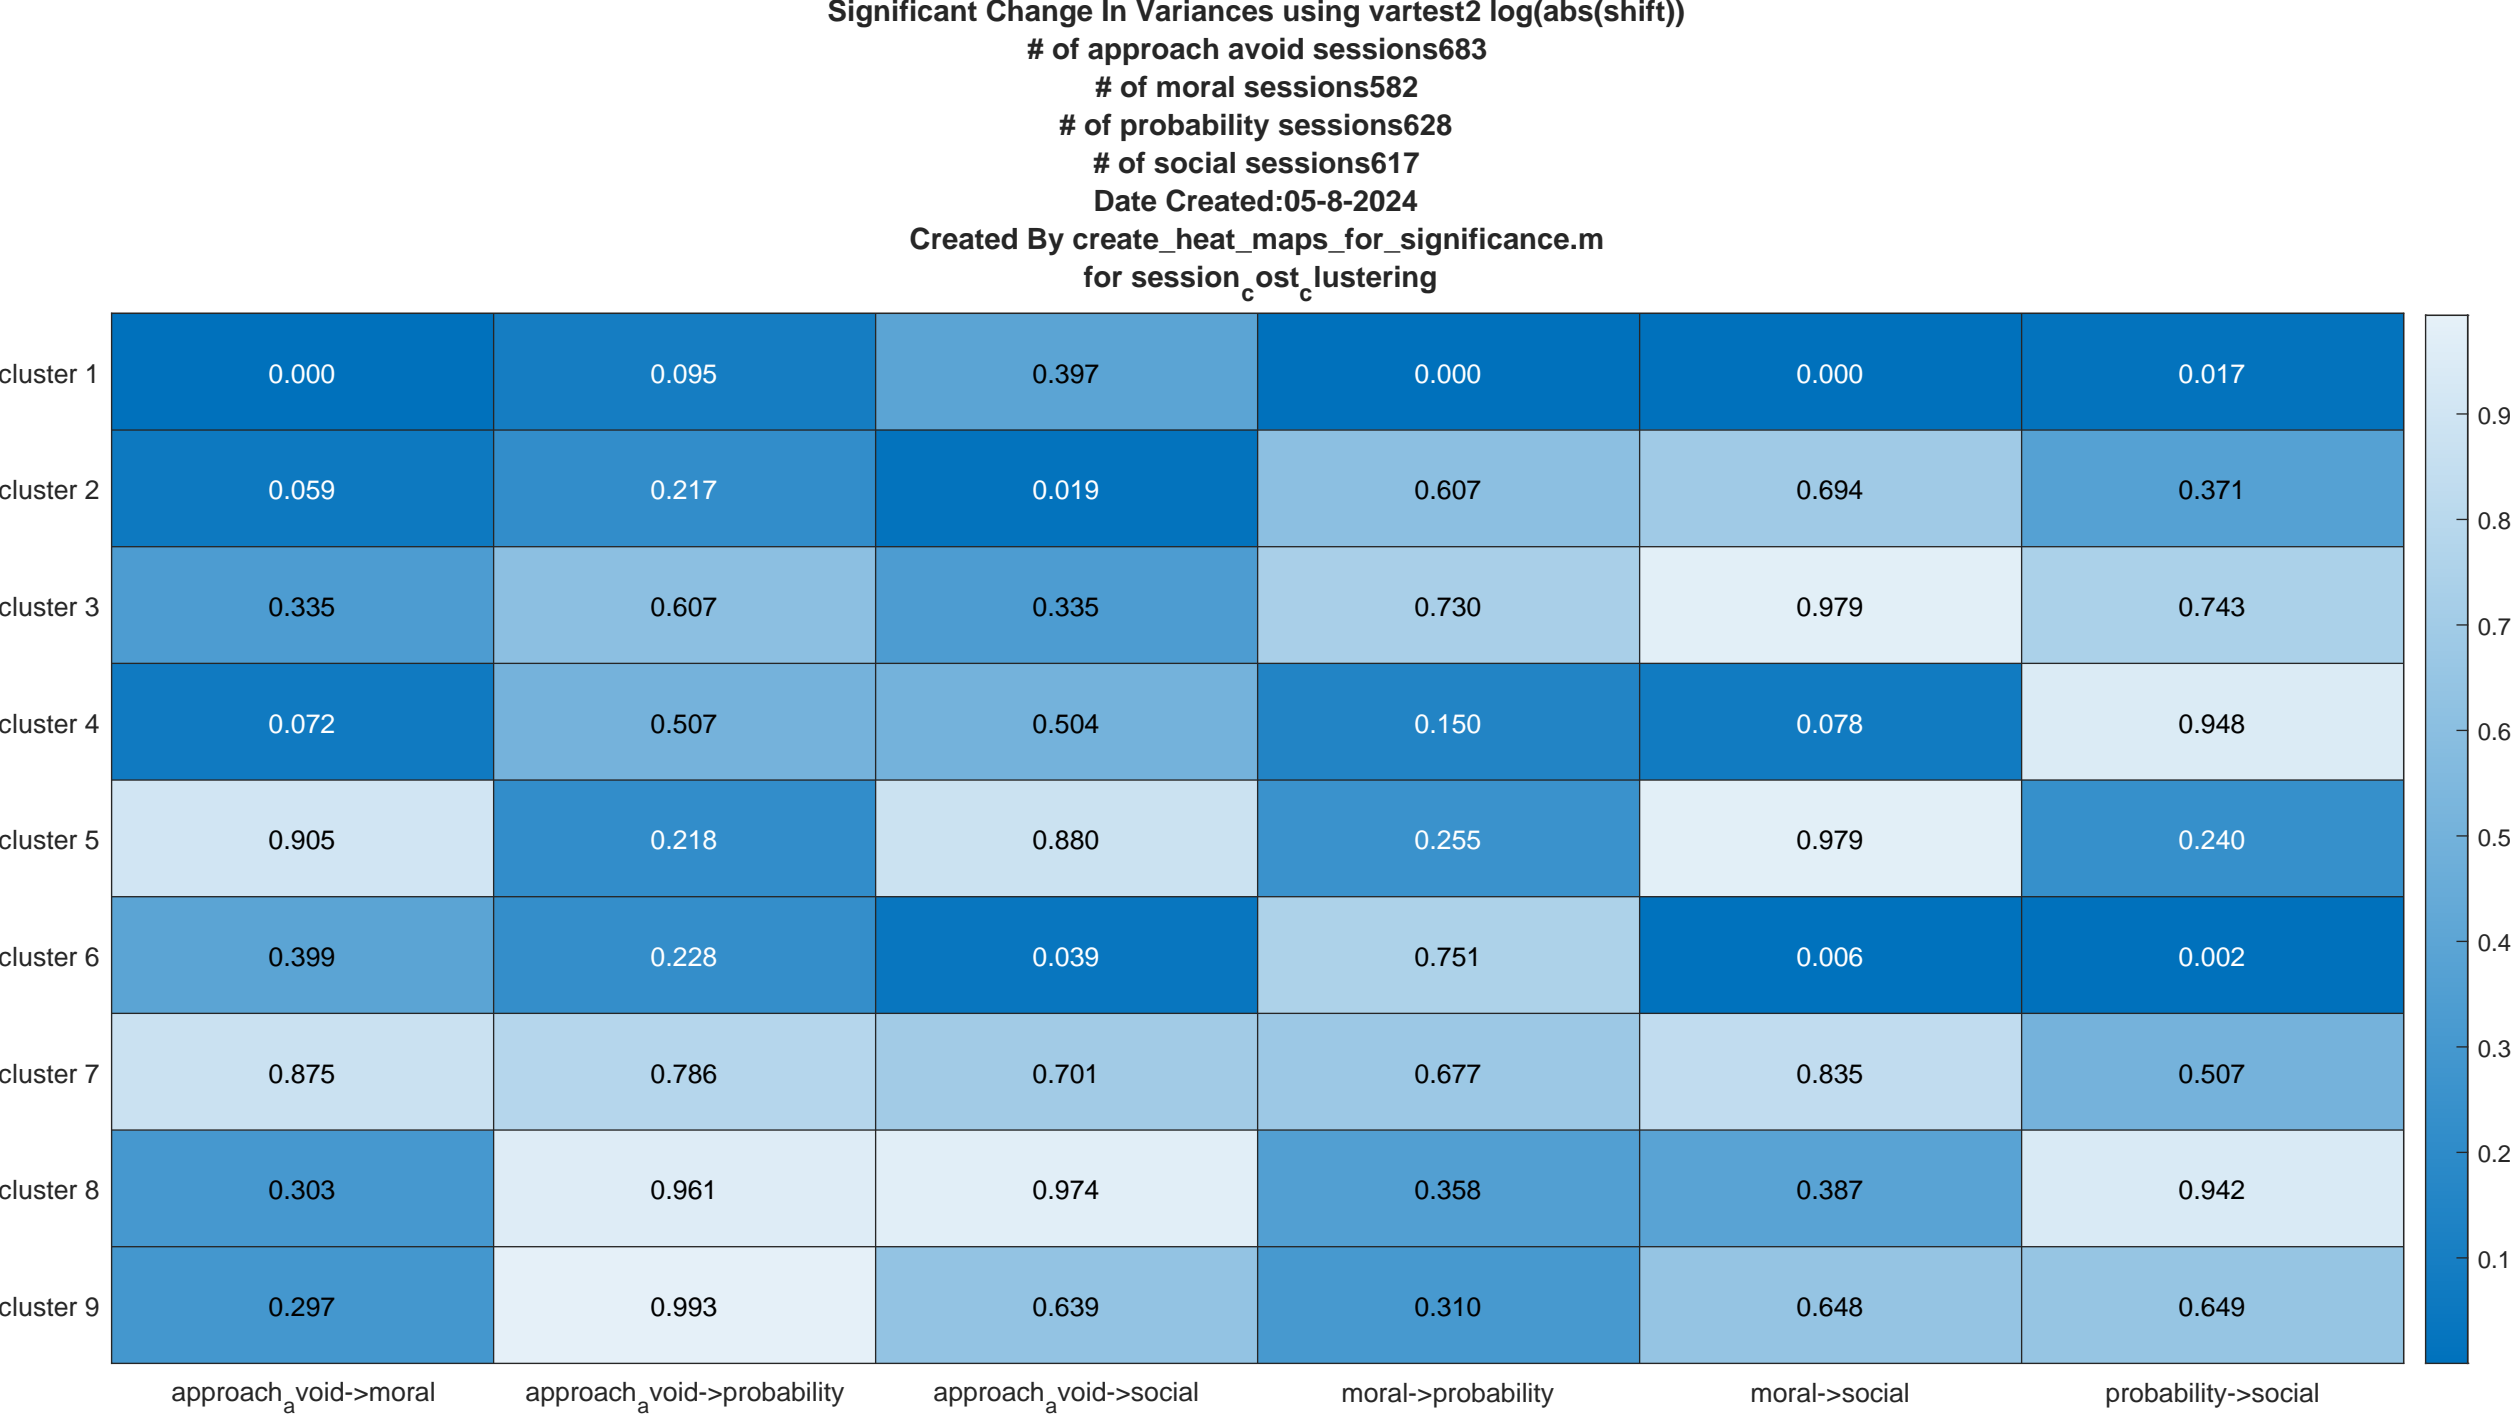 Significant Change In Variances using vartest2 log(abs(shift))
# of approach avoid sessions683
# of moral sessions582
# of probability sessions628
# of social sessions617
Date Created:05-8-2024
Created By create_heat_maps_for_significance.m
for session_cost_clustering
cluster 1 0.000 0.095 0.397 0.000 0.000 0.017
cluster 2 0.059 0.217 0.019 0.607 0.694 0.371
cluster 3 0.335 0.607 0.335 0.730 0.979 0.743
cluster 4 0.072 0.507 0.504 0.150 0.078 0.948
cluster 5 0.905 0.218 0.880 0.255 0.979 0.240
cluster 6 0.399 0.228 0.039 0.751 0.006 0.002
cluster 7 0.875 0.786 0.701 0.677 0.835 0.507
cluster 8 0.303 0.961 0.974 0.358 0.387 0.942
cluster 9 0.297 0.993 0.639 0.310 0.648 0.649
approach_avoid->moral approach_avoid->probability approach_avoid->social moral->probability moral->social probability->social
0.9
0.8
0.7
0.6
0.5
0.4
0.3
0.2
0.1